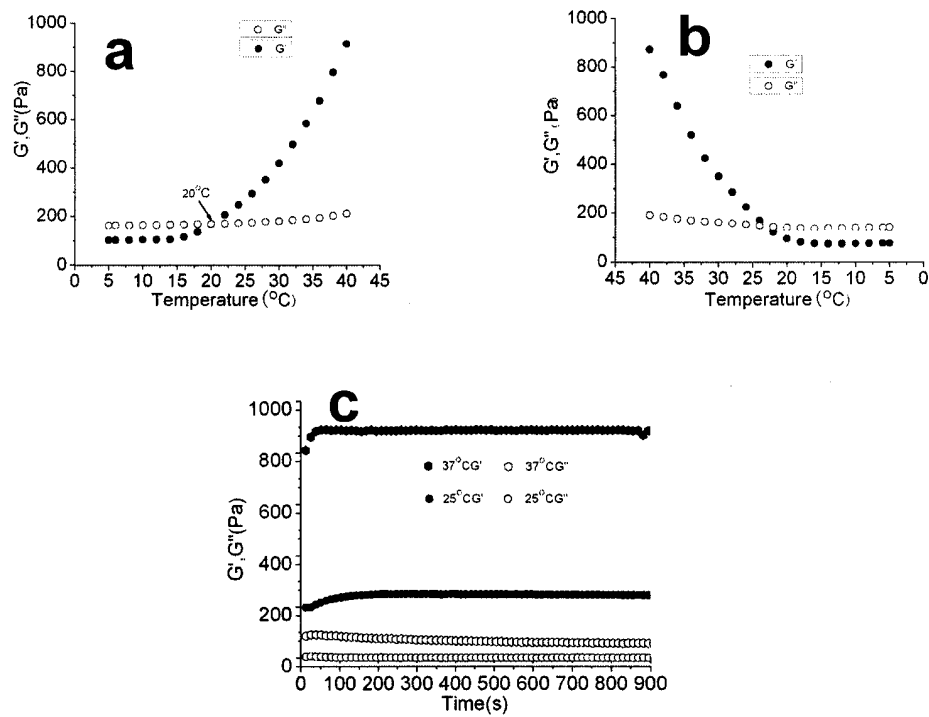 a
G''
G'
G',G''(Pa)
1000
800
600
400
200
0
20°C
0 5 10 15 20 25 30 35 40 45
Temperature(°C)
b
G'
G''
G',G''(Pa)
1000
800
600
400
200
0
45 40 35 30 25 20 15 10 5 0
Temperature(°C)
c
G',G''(Pa)
1000
800
600
400
200
0
37°CG' 37°CG''
25°CG' 25°CG''
0 100 200 300 400 500 600 700 800 900
Time(s)